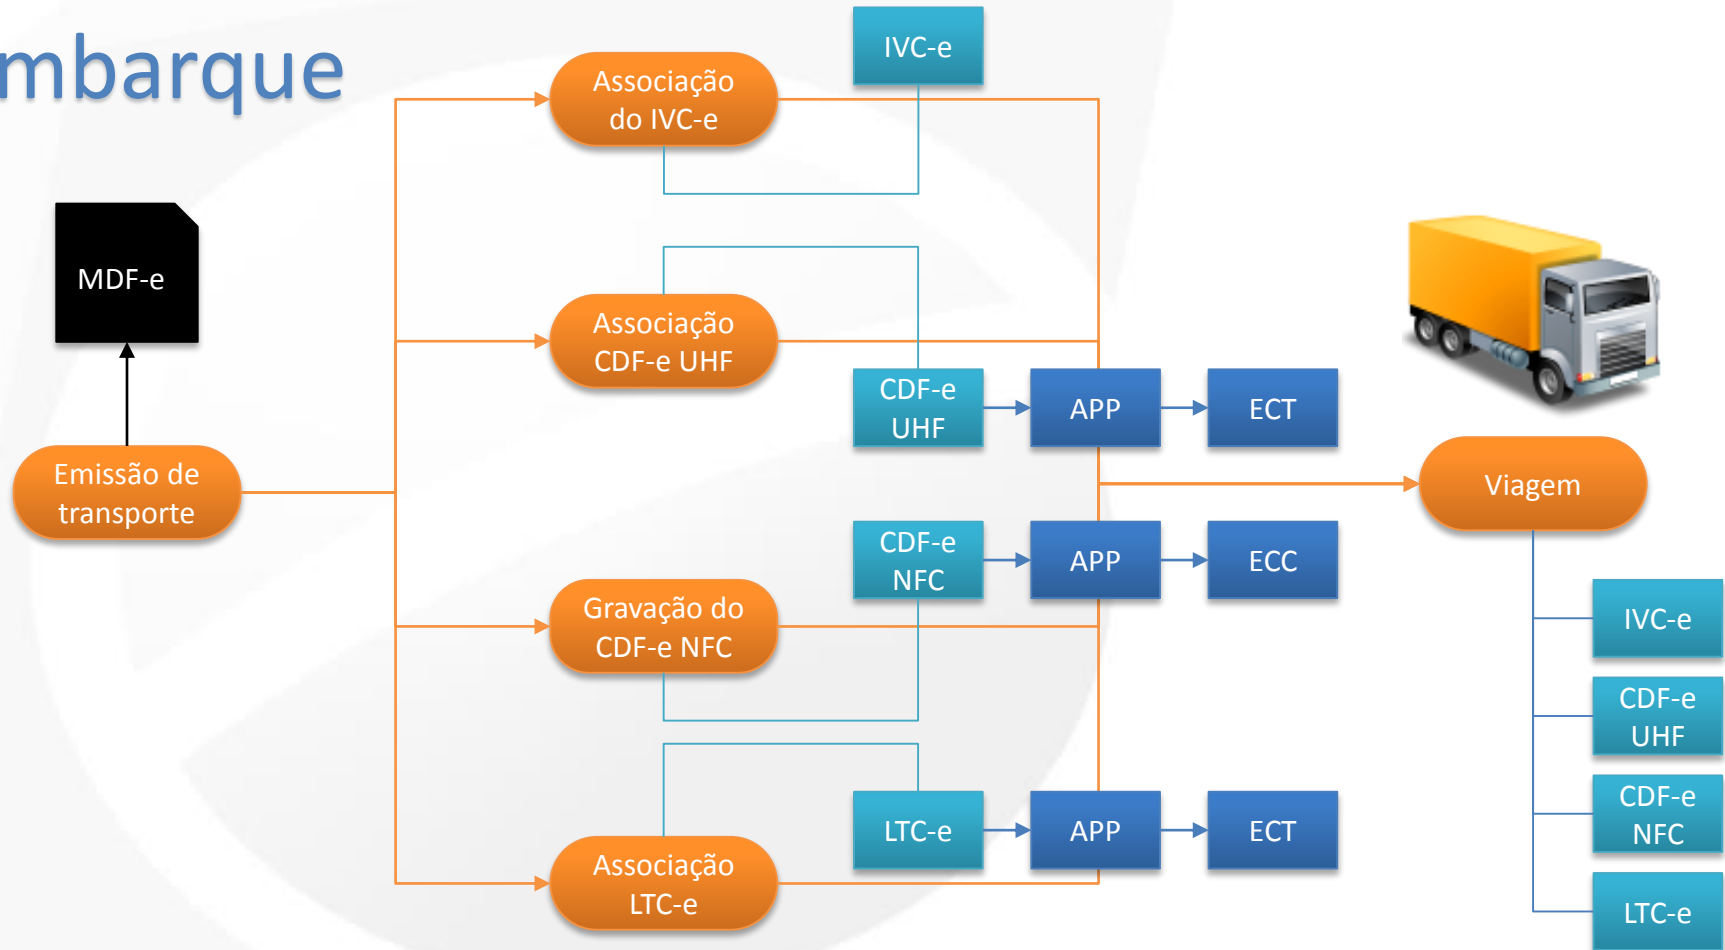 mbarque
IVC-e
Associação
do IVC-e
MDF-e
Associação
CDF-e UHF
CDF-e
UHF
APP
ECT
Emissão de
transporte
Viagem
CDF-e
NFC
APP
ECC
Gravação do
CDF-e NFC
IVC-e
CDF-e
UHF
CDF-e
NFC
LTC-e
APP
ECT
Associação
LTC-e
LTC-e